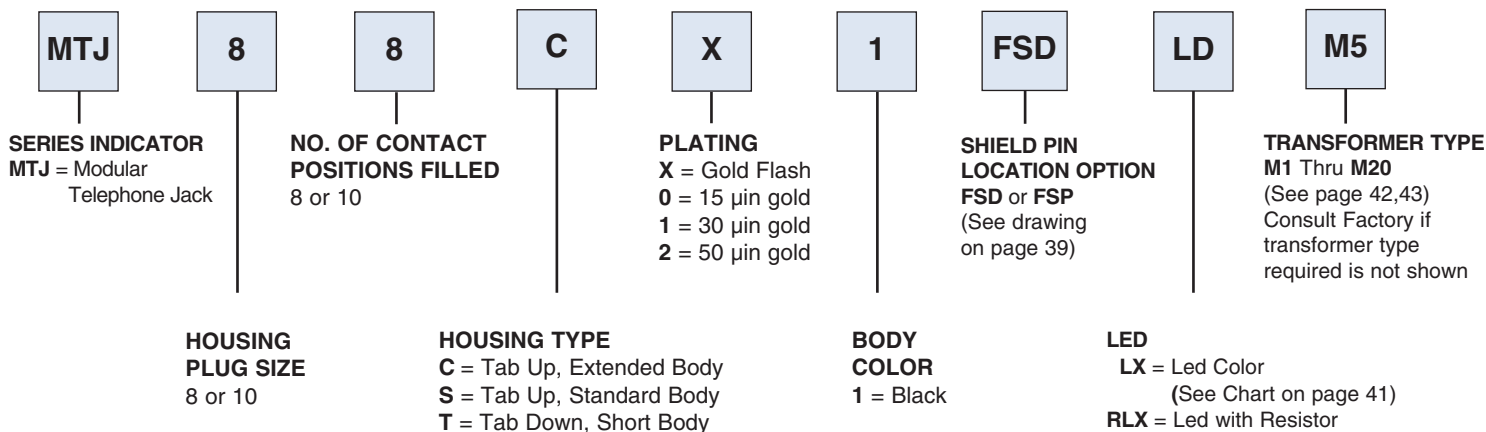 MTJ 8 8 C X 1 FSD LD M5
SERIES INDICATOR
MTJ = Modular
Telephone Jack
NO. OF CONTACT
POSITIONS FILLED
8 or 10
PLATING
X = Gold Flash
0 = 15 µin gold
1 = 30 µin gold
2 = 50 µin gold
SHIELD PIN
LOCATION OPTION
FSD or FSP
(See drawing
on page 39)
TRANSFORMER TYPE
M1 Thru M20
(See page 42,43)
Consult Factory if
transformer type
required is not shown
HOUSING
PLUG SIZE
8 or 10
HOUSING TYPE
C = Tab Up, Extended Body
S = Tab Up, Standard Body
T = Tab Down, Short Body
BODY
COLOR
1 = Black
LED
LX = Led Color
(See Chart on page 41)
RLX = Led with Resistor